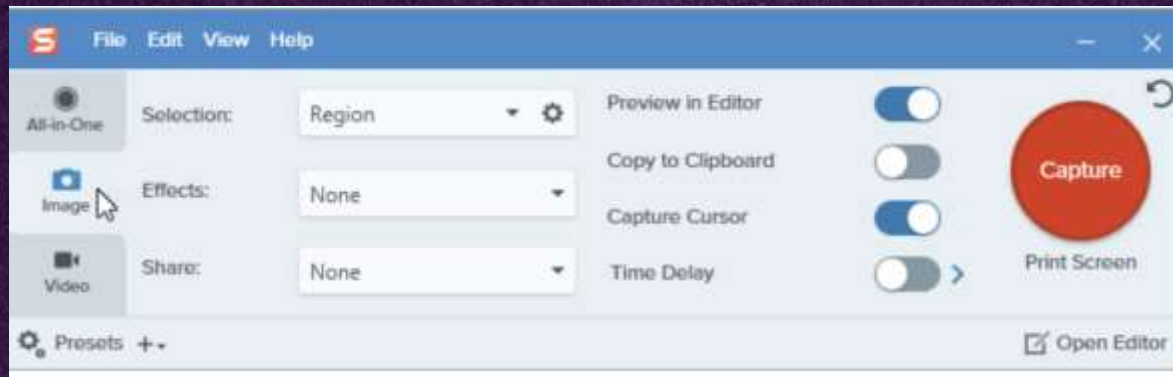 S File Edit View Help
All-in-One
Image
Video
Selection: Region
Effects: None
Share: None
Preview in Editor
Copy to Clipboard
Capture Cursor
Time Delay
Capture
Print Screen
Presets
Open Editor